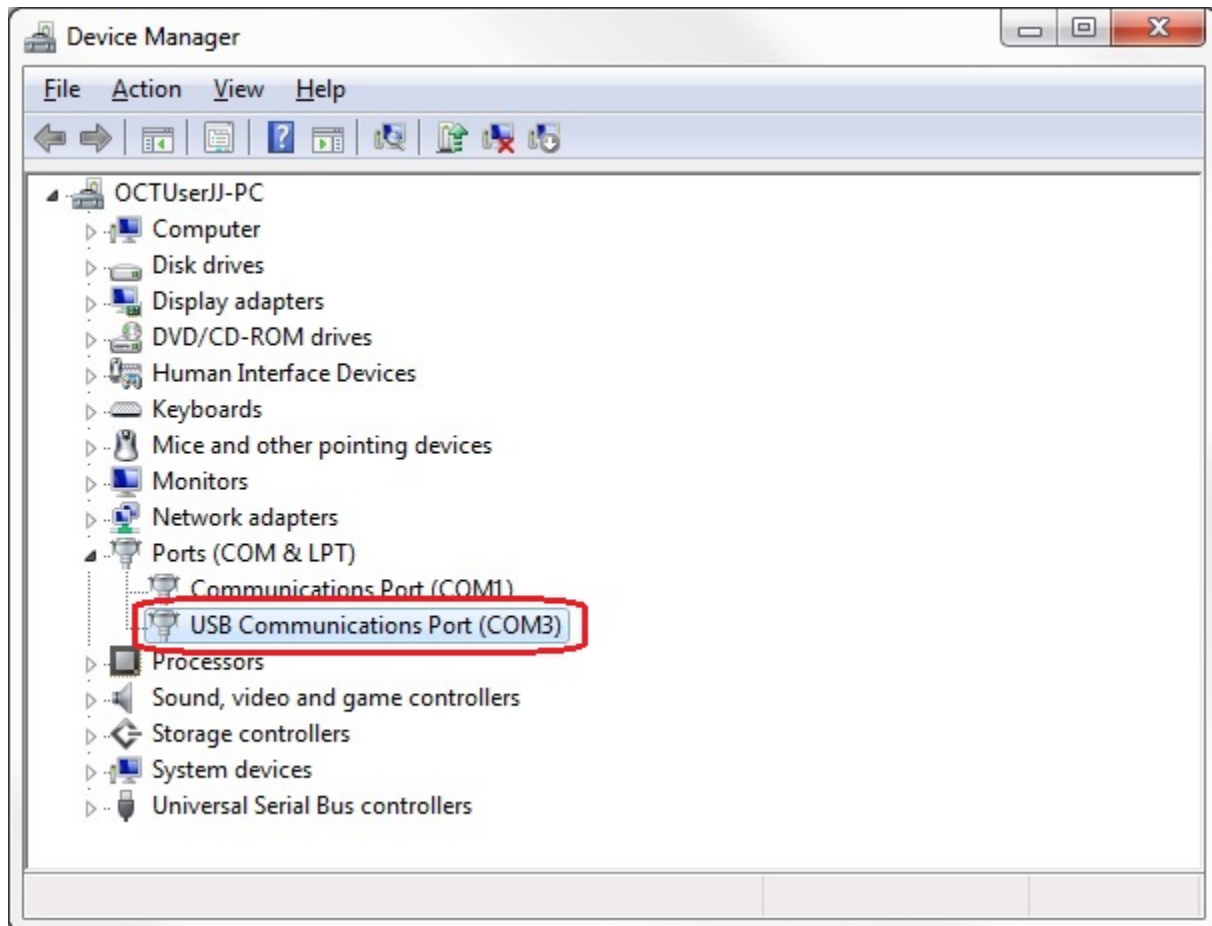 Device Manager
File Action View Help
OCTUserJJ-PC
Computer
Disk drives
Display adapters
DVD/CD-ROM drives
Human Interface Devices
Keyboards
Mice and other pointing devices
Monitors
Network adapters
Ports (COM & LPT)
Communications Port (COM1)
USB Communications Port (COM3)
Processors
Sound, video and game controllers
Storage controllers
System devices
Universal Serial Bus controllers